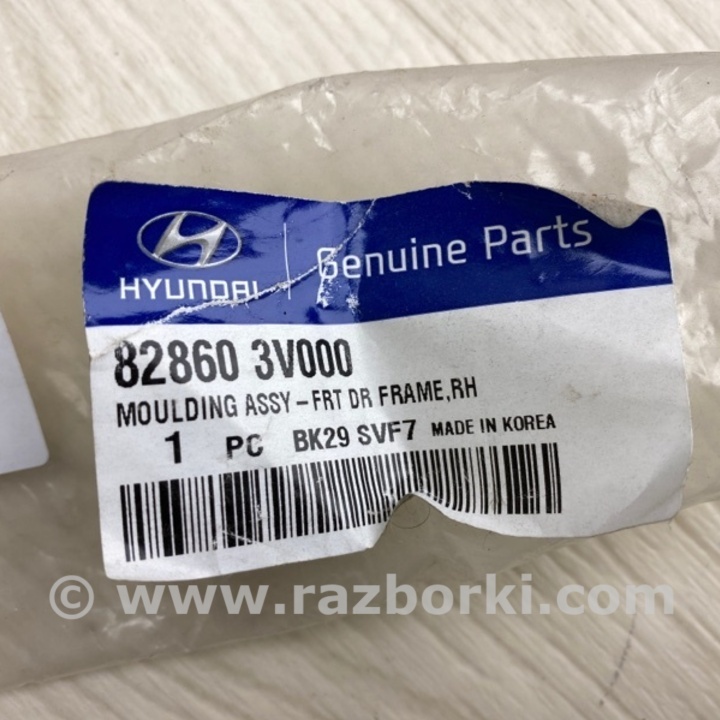 HYUNDAI
Genuine Parts
82860 3V000
MOULDING ASSY-FRT DR FRAME,RH
1 PC BK29 SVF7 MADE IN KOREA
© www.razborki.com